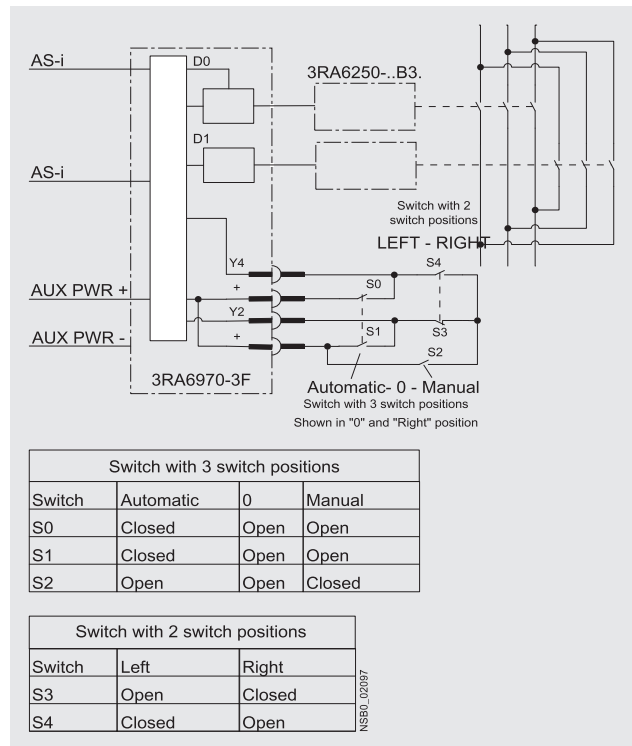 AS-i
D0
3RA6250-..B3.
D1
AS-i
Switch with 2
switch positions
LEFT - RIGHT
Y4
S4
AUX PWR +
+
S0
Y2
AUX PWR -
+
S1
S3
S2
3RA6970-3F
Automatic- 0 - Manual
Switch with 3 switch positions
Shown in "0" and "Right" position
Switch with 3 switch positions
Switch Automatic 0 Manual
S0 Closed Open Open
S1 Closed Open Open
S2 Open Open Closed
Switch with 2 switch positions
Switch Left Right
S3 Open Closed
S4 Closed Open
NSB0_02097